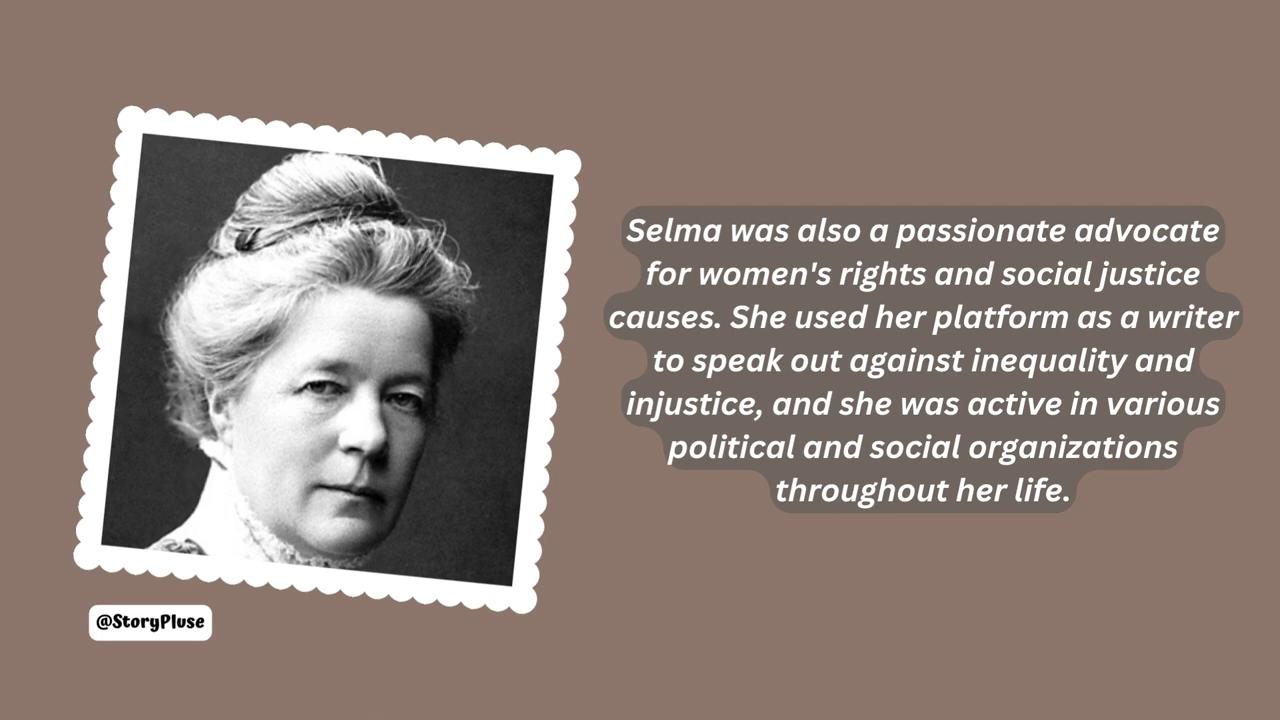 Selma was also a passionate advocate
for women's rights and social justice
causes. She used her platform as a writer
to speak out against inequality and
injustice, and she was active in various
political and social organizations
throughout her life.
@StoryPluse